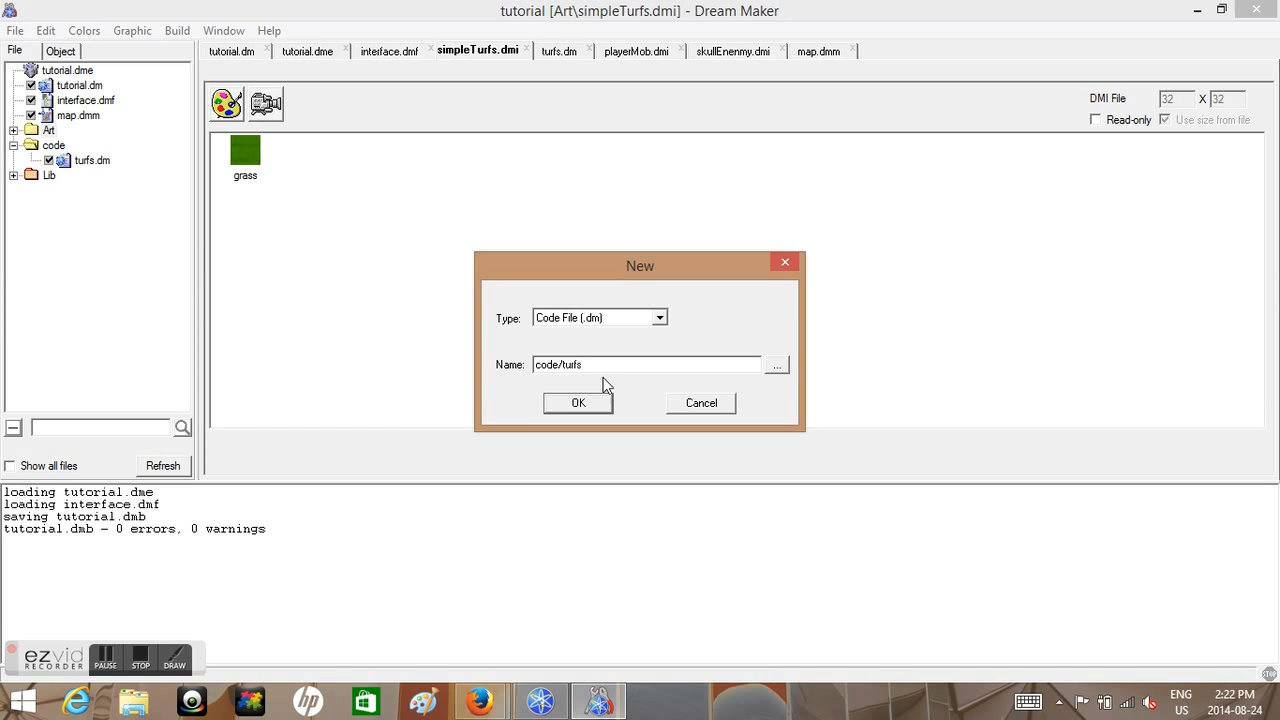 tutorial [Art\simpleTurfs.dmi] - Dream Maker
File Edit Colors Graphic Build Window Help
File Object
tutorial.dm tutorial.dme interface.dmf simpleTurfs.dmi turfs.dm playerMob.dmi skullEnenmy.dmi map.dmm
tutorial.dme
tutorial.dm
interface.dmf
map.dmm
Art
code
turfs.dm
Lib
DMI File 32 X 32
Read-only Use size from file
grass
New
Type: Code File (.dm)
Name: code/turfs ...
OK Cancel
Show all files Refresh
loading tutorial.dme
loading interface.dmf
saving tutorial.dmb
tutorial.dmb - 0 errors, 0 warnings
ezvid
RECORDER
PAUSE STOP DRAW
hp
ENG
US
2:22 PM
2014-08-24